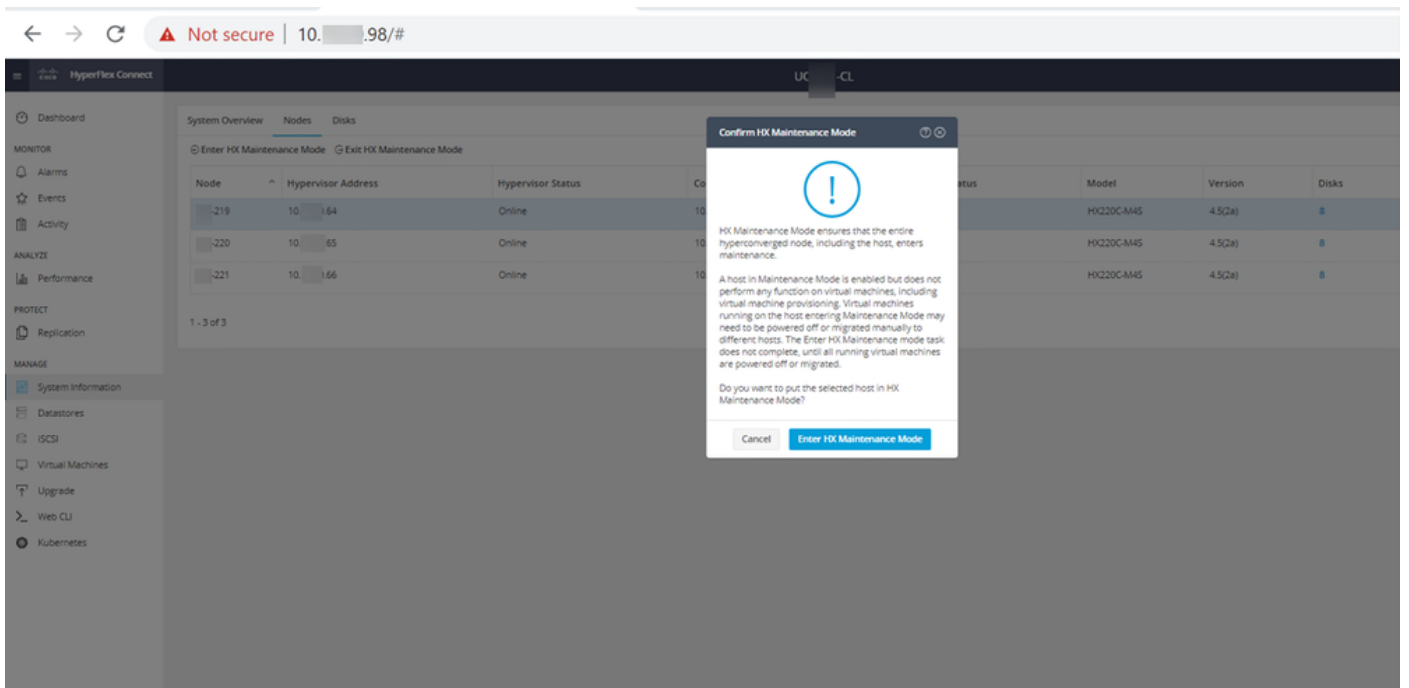 Not secure | 10. .98/#
CISCO HyperFlex Connect
UC -CL
Dashboard
MONITOR
Alarms
Events
Activity
ANALYZE
Performance
PROTECT
Replication
MANAGE
System Information
Datastores
iSCSI
Virtual Machines
Upgrade
Web CLI
Kubernetes
System Overview Nodes Disks
Enter HX Maintenance Mode Exit HX Maintenance Mode
Node Hypervisor Address Hypervisor Status Co atus Model Version Disks
-219 10. .64 Online 10. HX220C-M4S 4.5(2a) 8
-220 10. 65 Online 10. HX220C-M4S 4.5(2a) 8
-221 10. .66 Online 10. HX220C-M4S 4.5(2a) 8
1 - 3 of 3
Confirm HX Maintenance Mode
HX Maintenance Mode ensures that the entire
hyperconverged node, including the host, enters
maintenance.
A host in Maintenance Mode is enabled but does not
perform any function on virtual machines, including
virtual machine provisioning. Virtual machines
running on the host entering Maintenance Mode may
need to be powered off or migrated manually to
different hosts. The Enter HX Maintenance mode task
does not complete, until all running virtual machines
are powered off or migrated.
Do you want to put the selected host in HX
Maintenance Mode?
Cancel Enter HX Maintenance Mode